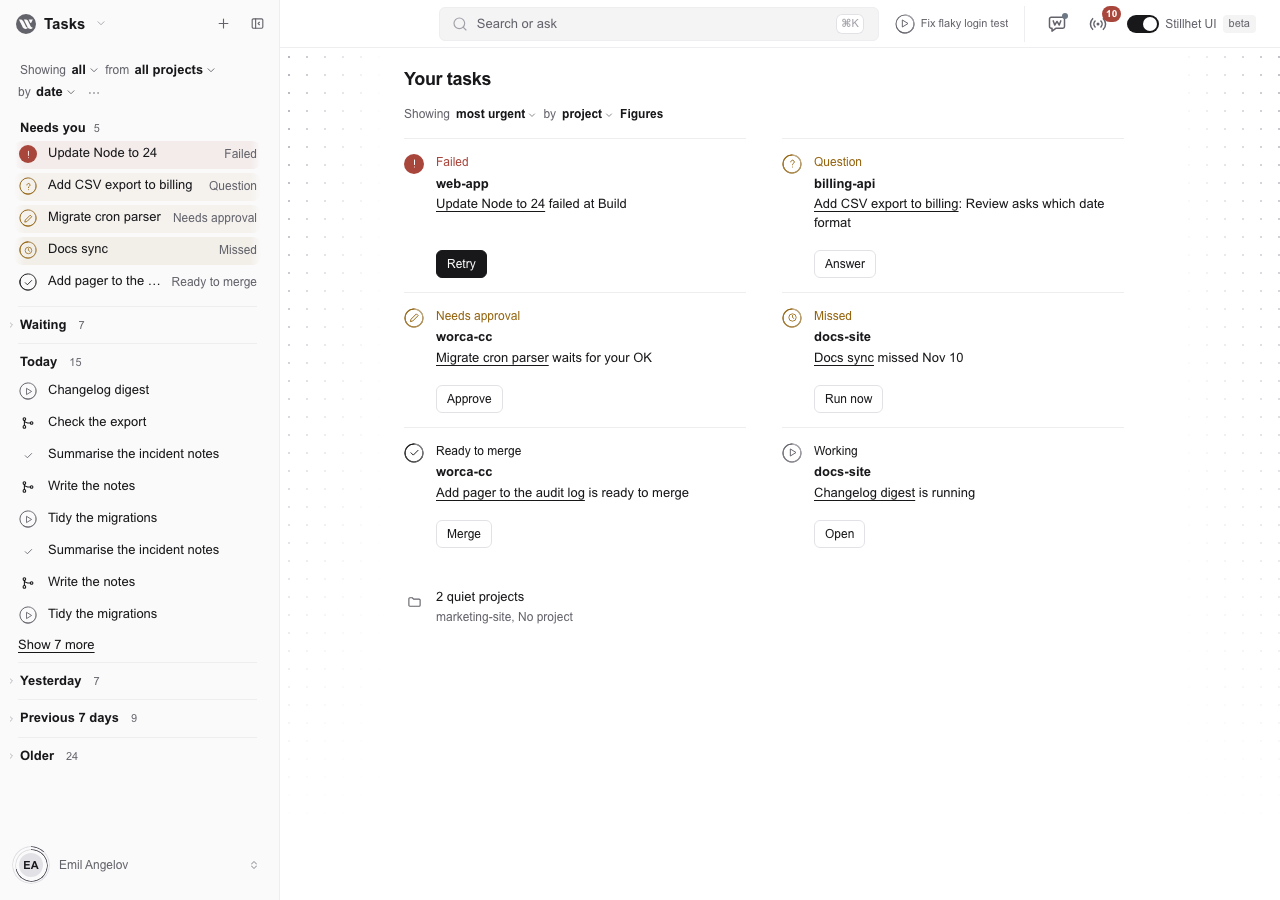 Tasks
Search or ask
⌘K
Fix flaky login test
10
Stillhet UI
beta
Showing all from all projects
by date ...
Needs you 5
Update Node to 24 Failed
Add CSV export to billing Question
Migrate cron parser Needs approval
Docs sync Missed
Add pager to the … Ready to merge
Waiting 7
Today 15
Changelog digest
Check the export
Summarise the incident notes
Write the notes
Tidy the migrations
Summarise the incident notes
Write the notes
Tidy the migrations
Show 7 more
Yesterday 7
Previous 7 days 9
Older 24
EA
Emil Angelov
Your tasks
Showing most urgent by project Figures
Failed
web-app
Update Node to 24 failed at Build
Retry
Question
billing-api
Add CSV export to billing: Review asks which date
format
Answer
Needs approval
worca-cc
Migrate cron parser waits for your OK
Approve
Missed
docs-site
Docs sync missed Nov 10
Run now
Ready to merge
worca-cc
Add pager to the audit log is ready to merge
Merge
Working
docs-site
Changelog digest is running
Open
2 quiet projects
marketing-site, No project